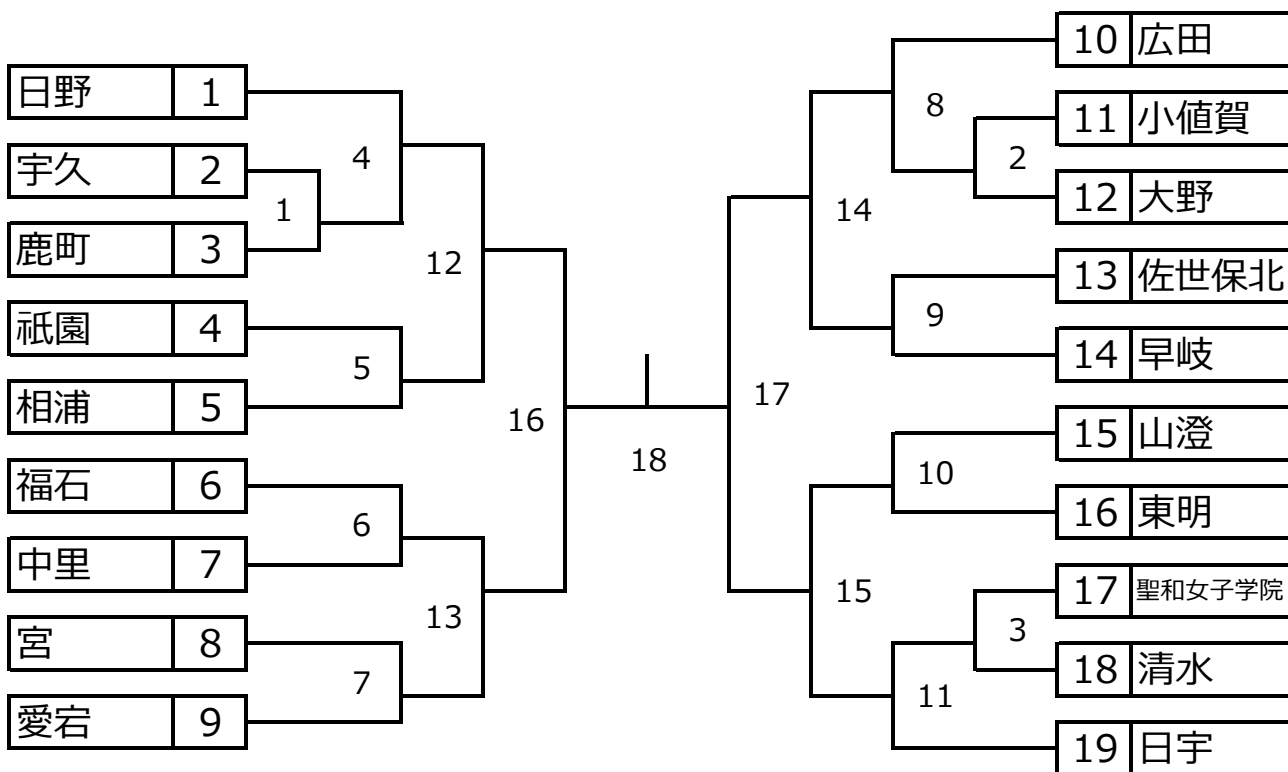 日野 1
宇久 2
鹿町 3
祇園 4
相浦 5
福石 6
中里 7
宮 8
愛宕 9
4
1
12
5
16
6
13
7
18
10 広田
11 小値賀
12 大野
13 佐世保北
14 早岐
15 山澄
16 東明
17 聖和女子学院
18 清水
19 日宇
8
2
14
9
17
10
15
3
11